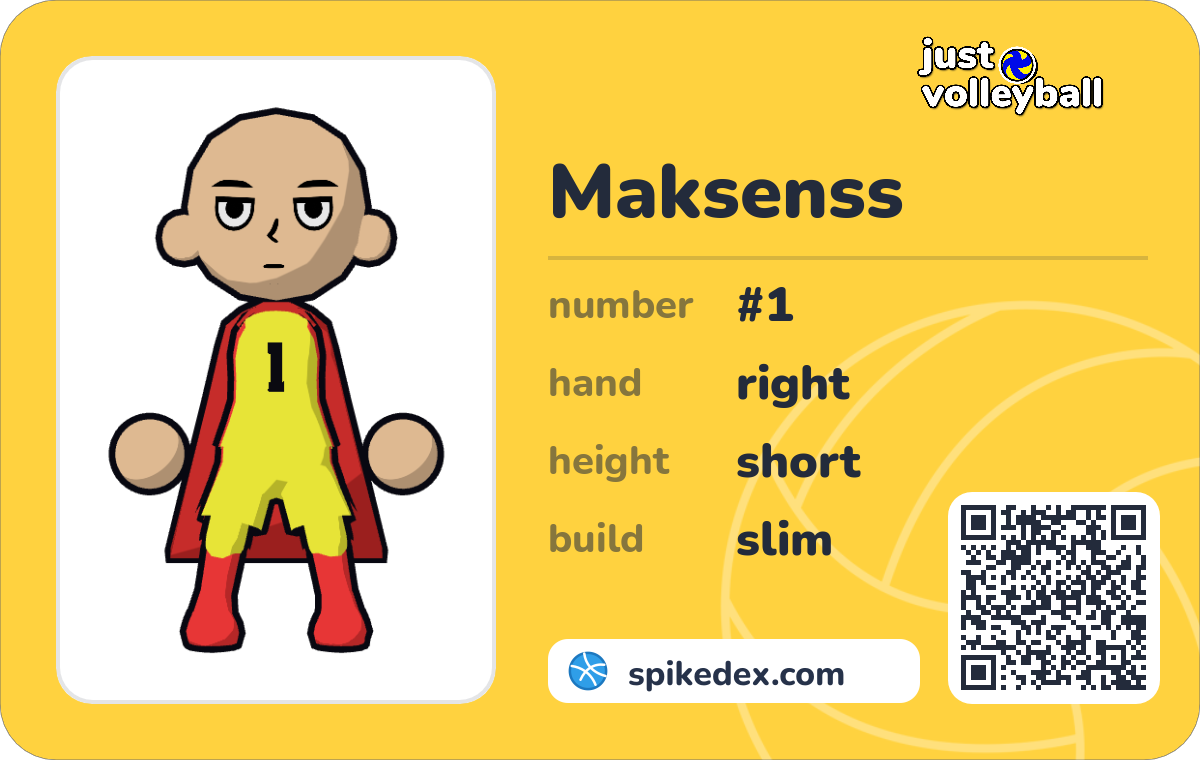 just
volleyball
Maksenss
number #1
hand right
height short
build slim
spikedex.com
1